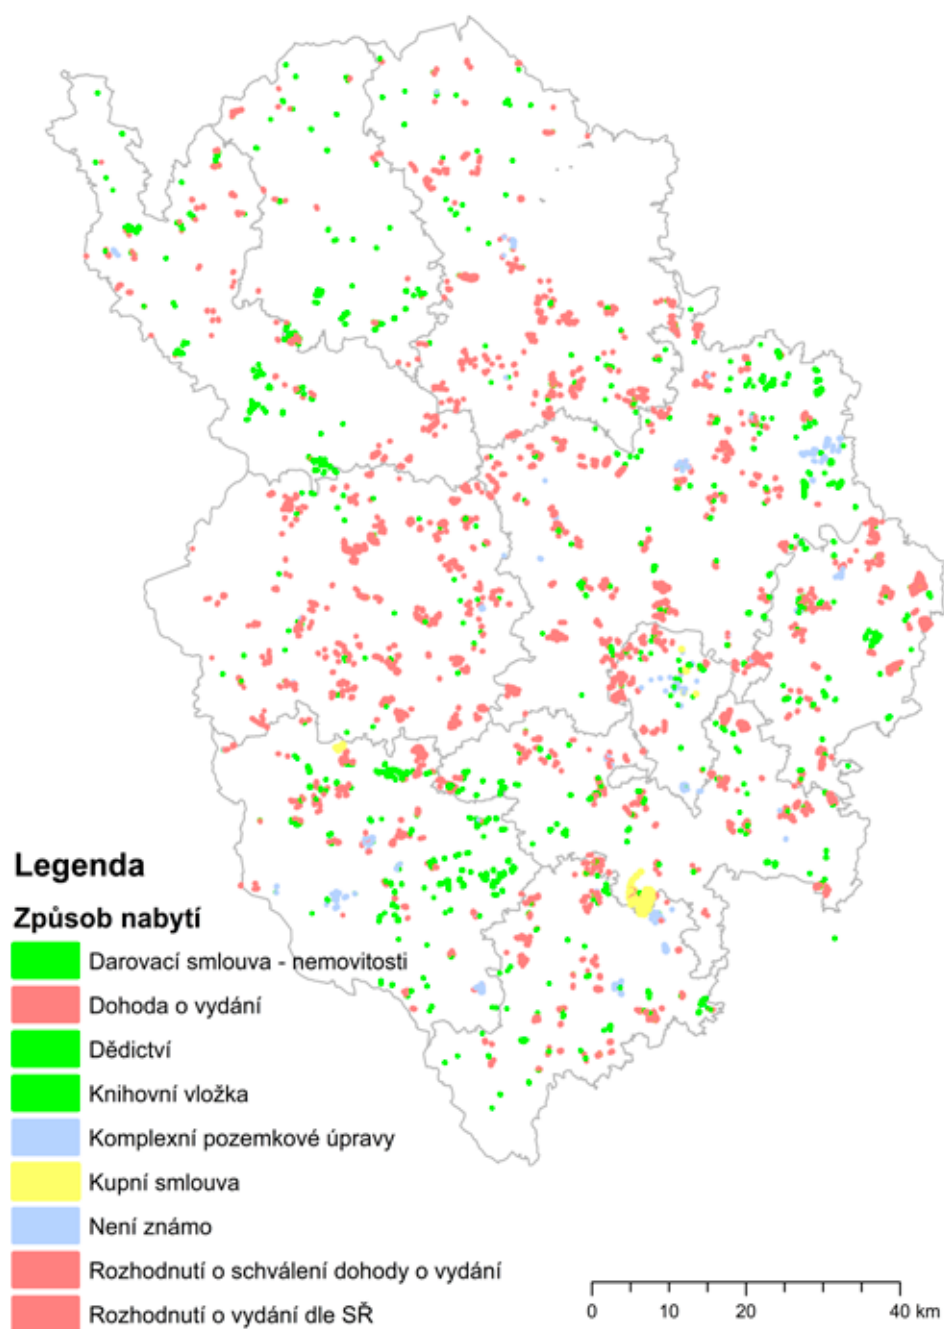 Legenda
Způsob nabytí
Darovací smlouva - nemovitosti
Dohoda o vydání
Dědictví
Knihovní vložka
Komplexní pozemkové úpravy
Kupní smlouva
Není známo
Rozhodnutí o schválení dohody o vydání
Rozhodnutí o vydání dle SŘ
0 10 20 40 km